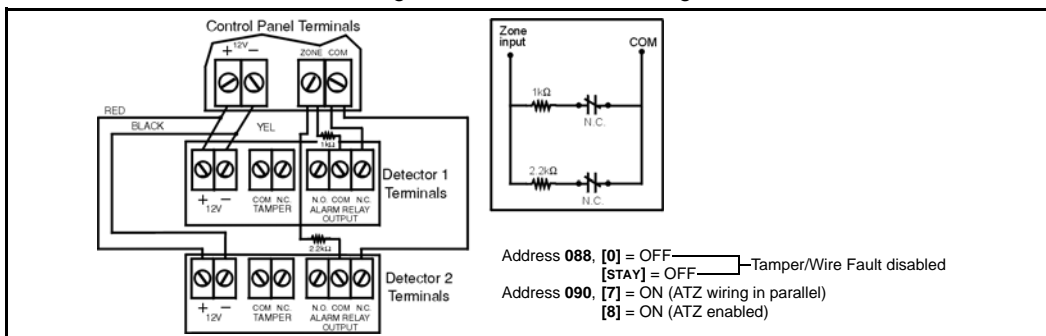 Control Panel Terminals
+ 12V −
ZONE COM
RED
BLACK
YEL
1kΩ
Detector 1
Terminals
+ −
12V
COM N.C.
TAMPER
N.O. COM N.C.
ALARM RELAY
OUTPUT
2.2kΩ
Detector 2
Terminals
+ −
12V
COM N.C.
TAMPER
N.O. COM N.C.
ALARM RELAY
OUTPUT
Zone
input
COM
1kΩ
N.C.
2.2kΩ
N.C.
Address 088, [0] = OFF
[STAY] = OFF
Tamper/Wire Fault disabled
Address 090, [7] = ON (ATZ wiring in parallel)
[8] = ON (ATZ enabled)